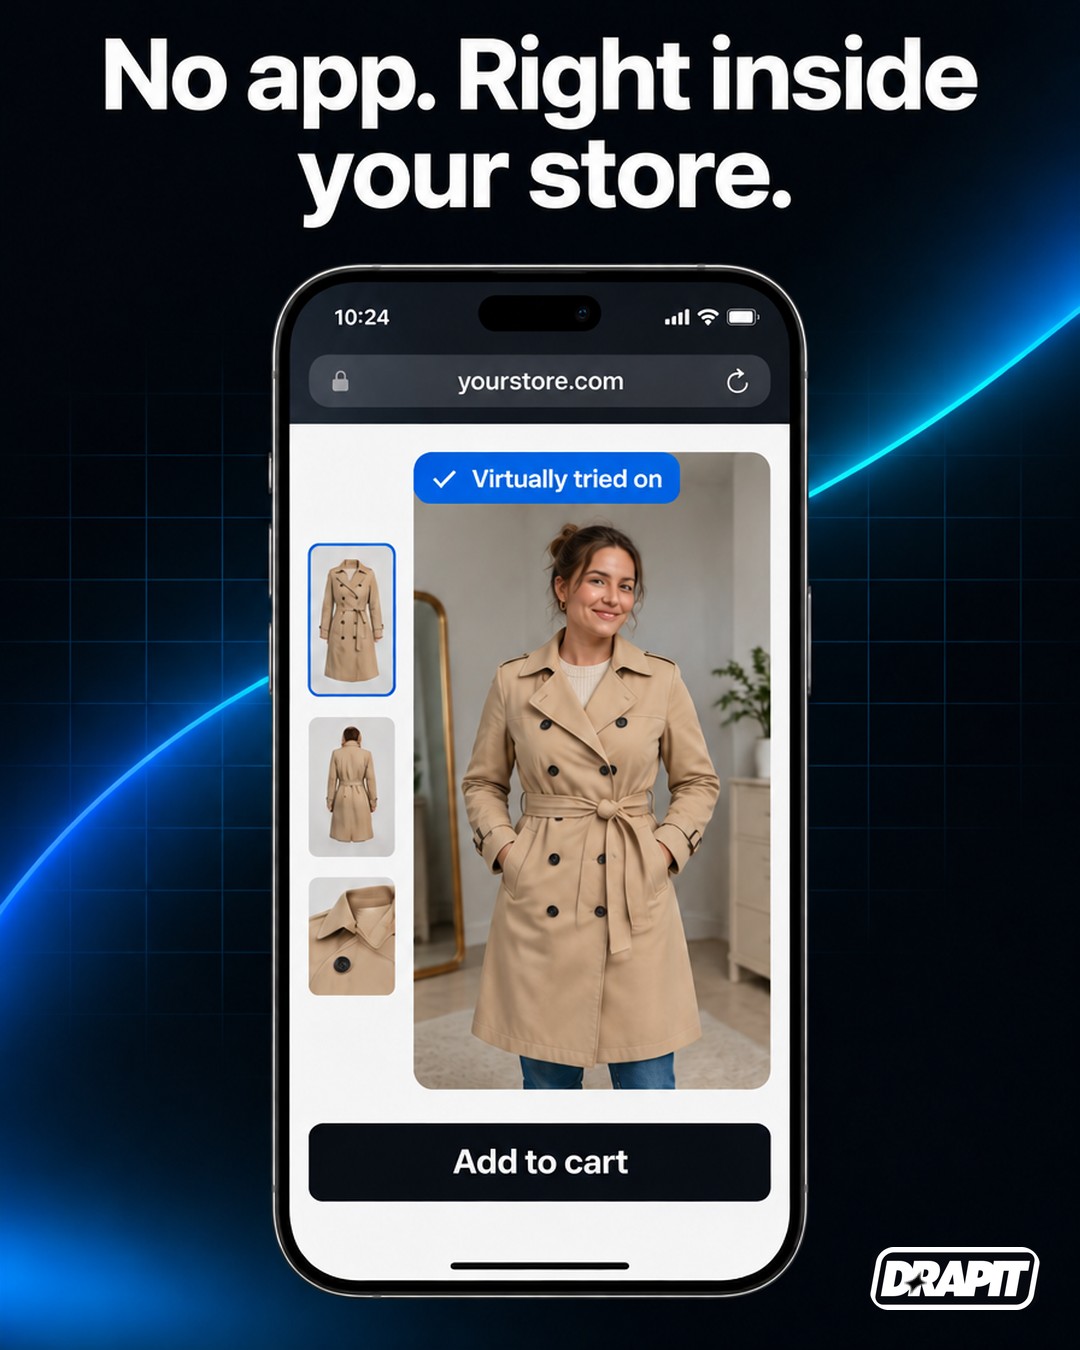 No app. Right inside
your store.
10:24
yourstore.com
Virtually tried on
Add to cart
DRAPIT